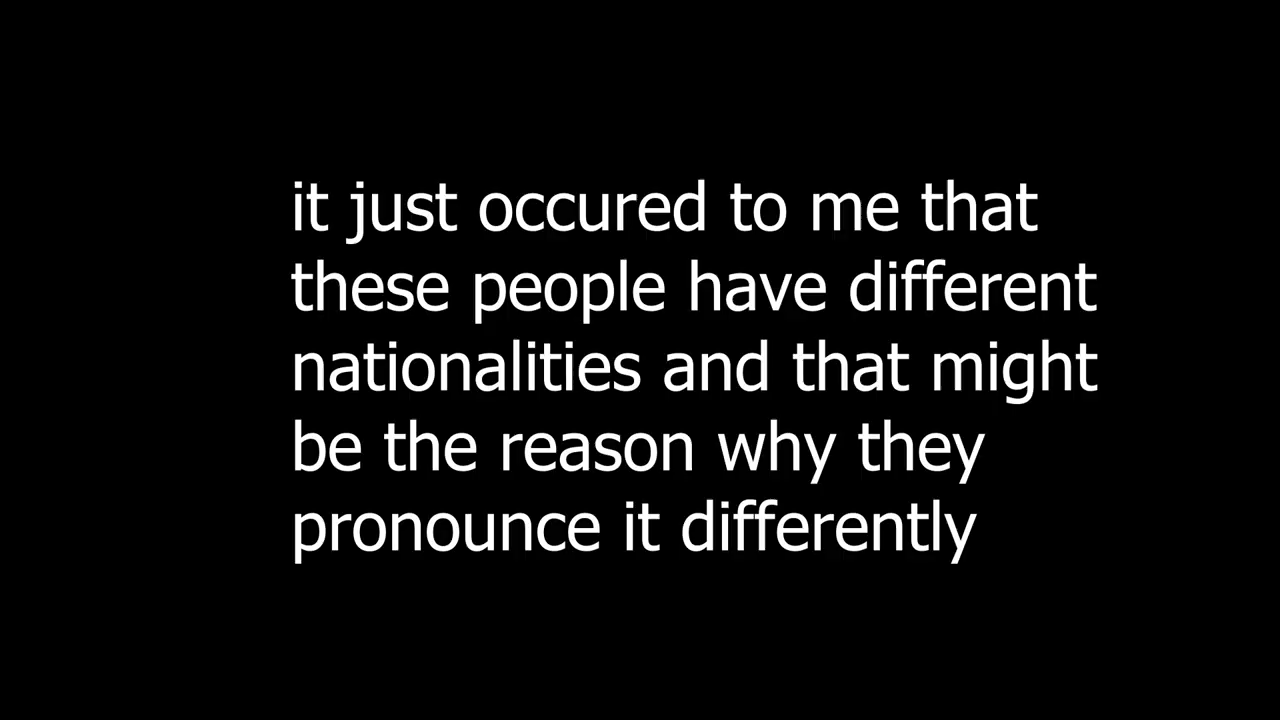 it just occured to me that
these people have different
nationalities and that might
be the reason why they
pronounce it differently